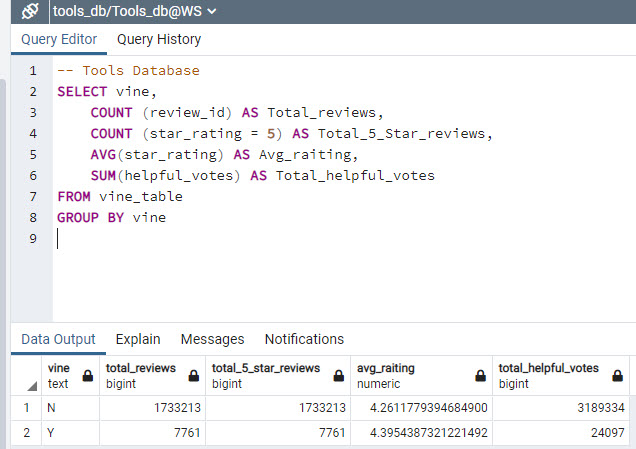 tools_db/Tools_db@WS
Query Editor Query History
1 -- Tools Database
2 SELECT vine,
3 COUNT (review_id) AS Total_reviews,
4 COUNT (star_rating = 5) AS Total_5_Star_reviews,
5 AVG(star_rating) AS Avg_raiting,
6 SUM(helpful_votes) AS Total_helpful_votes
7 FROM vine_table
8 GROUP BY vine
9
Data Output Explain Messages Notifications
vine total_reviews total_5_star_reviews avg_raiting total_helpful_votes
text bigint bigint numeric bigint
1 N 1733213 1733213 4.2611779394684900 3189334
2 Y 7761 7761 4.3954387321221492 24097